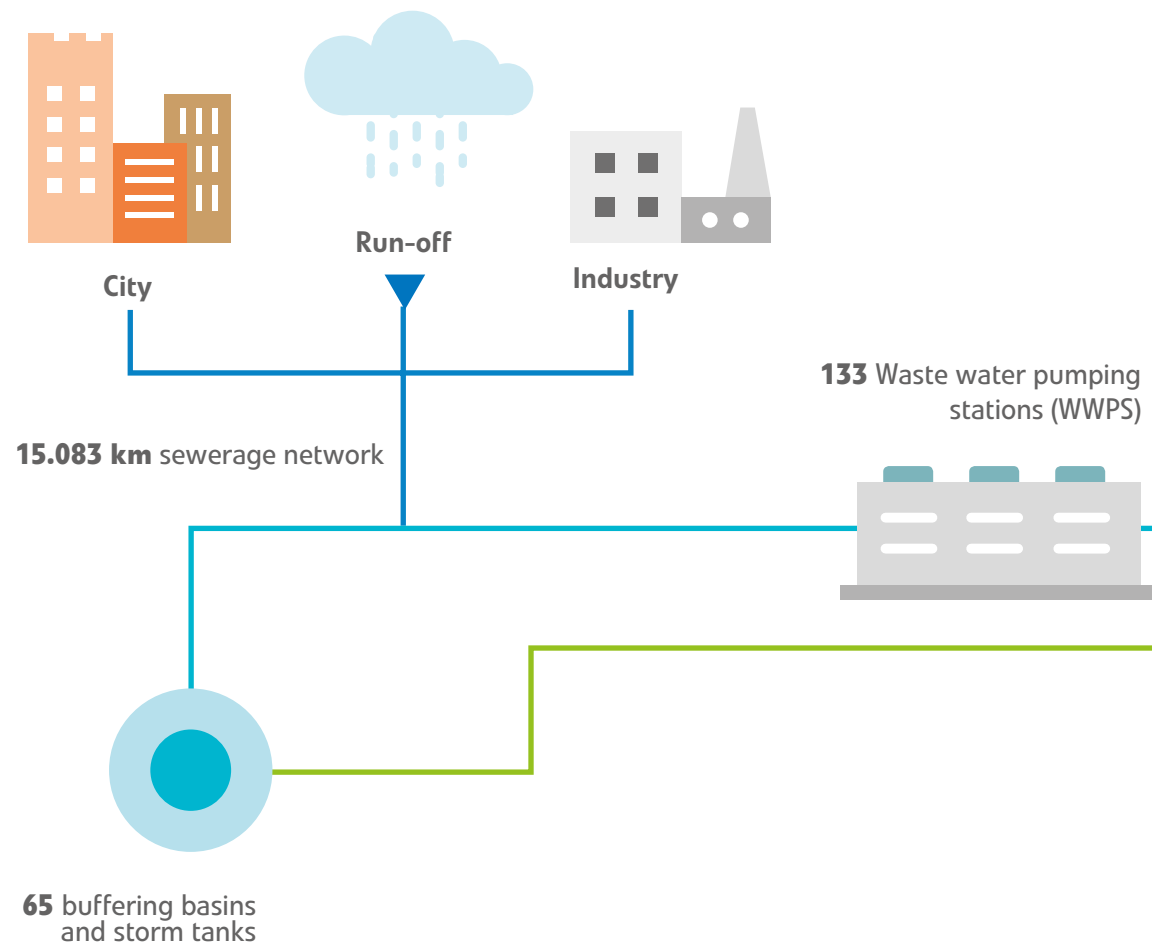 Run-off
City
Industry
133 Waste water pumping
stations (WWPS)
15.083 km sewerage network
65 buffering basins
and storm tanks